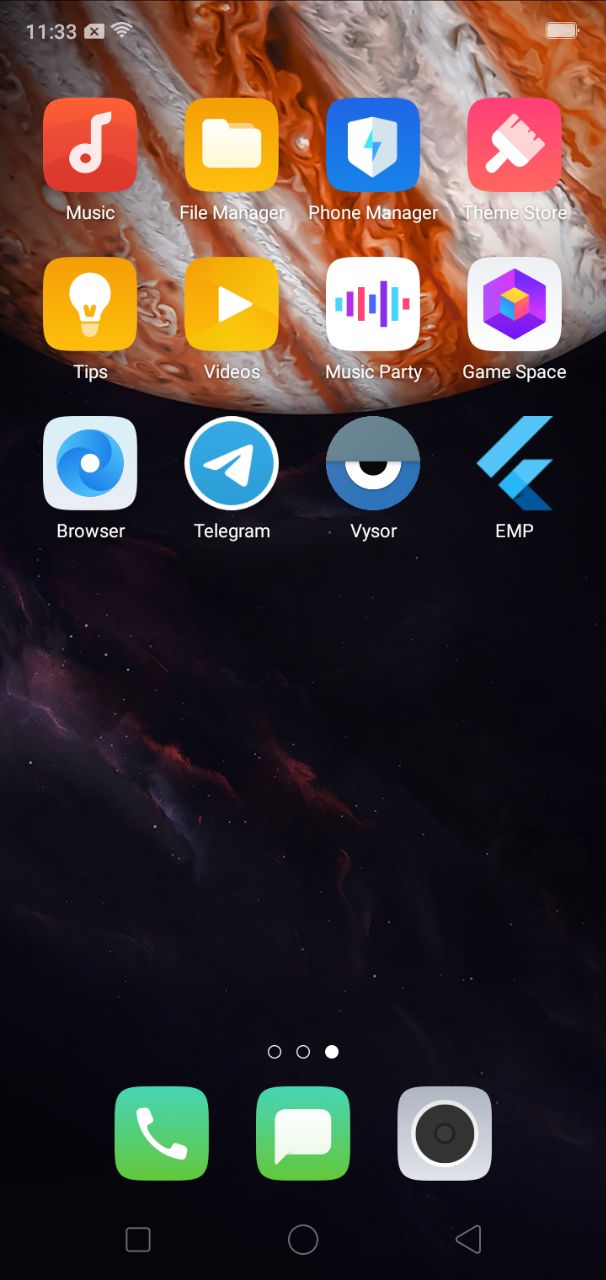 11:33
Music
File Manager
Phone Manager
Theme Store
Tips
Videos
Music Party
Game Space
Browser
Telegram
Vysor
EMP